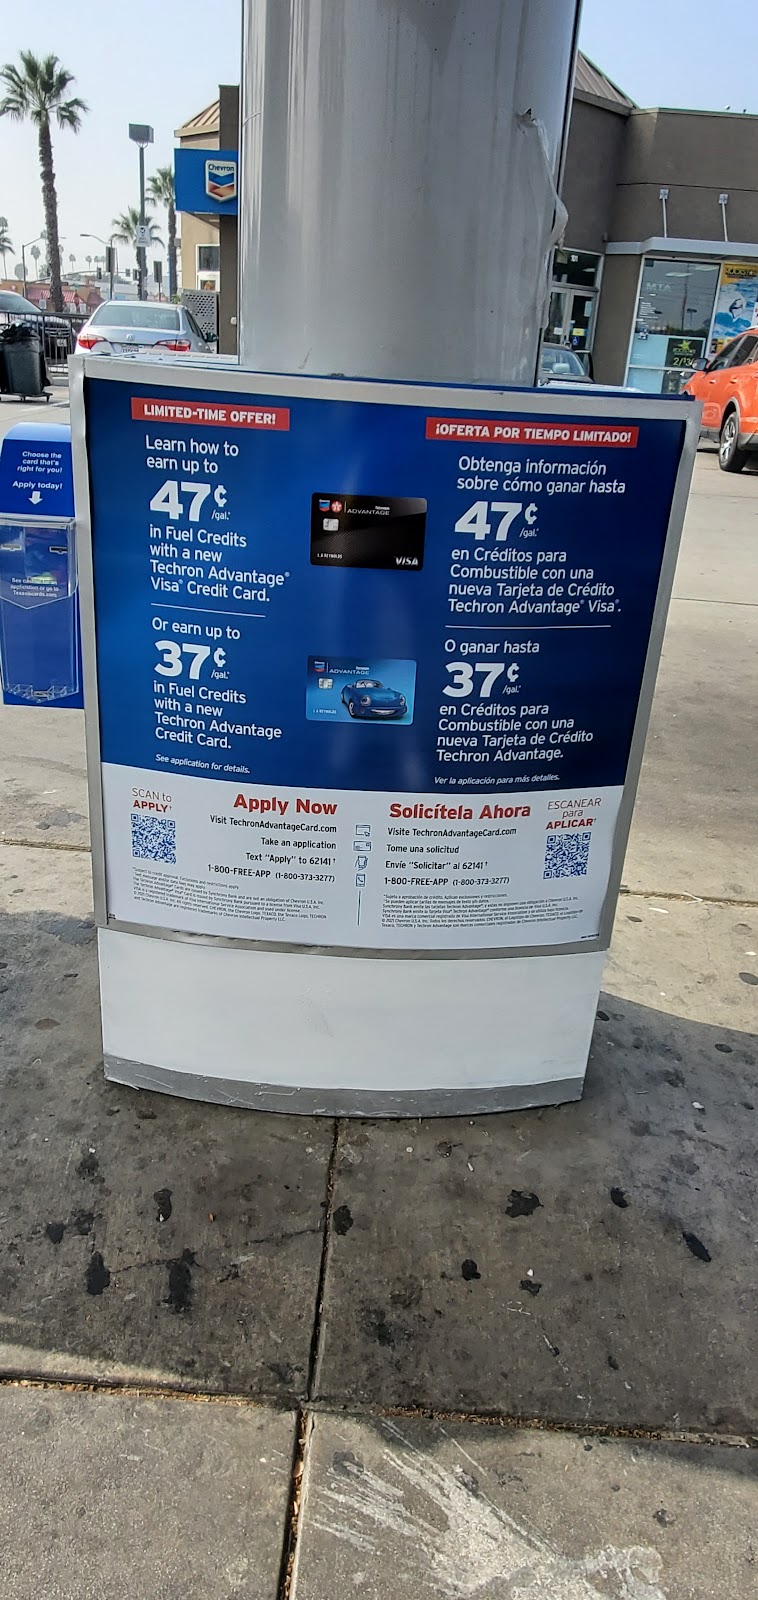 Chevron
Choose the
card that's
right for you!
Apply today!
LIMITED-TIME OFFER!
Learn how to
earn up to
47¢
/gal.*
in Fuel Credits
with a new
Techron Advantage®
Visa® Credit Card.
Or earn up to
37¢
/gal.*
in Fuel Credits
with a new
Techron Advantage
Credit Card.
See application for details.
ADVANTAGE
VISA
ADVANTAGE
¡OFERTA POR TIEMPO LIMITADO!
Obtenga información
sobre cómo ganar hasta
47¢
/gal.*
en Créditos para
Combustible con una
nueva Tarjeta de Crédito
Techron Advantage® Visa®.
O ganar hasta
37¢
/gal.*
en Créditos para
Combustible con una
nueva Tarjeta de Crédito
Techron Advantage.
Ver la aplicación para más detalles.
SCAN to
APPLY†
Apply Now
Visit TechronAdvantageCard.com
Take an application
Text "Apply" to 62141†
1-800-FREE-APP (1-800-373-3277)
Solicítela Ahora
Visite TechronAdvantageCard.com
Tome una solicitud
Envíe "Solicitar" al 62141†
1-800-FREE-APP (1-800-373-3277)
ESCANEAR
para
APLICAR†